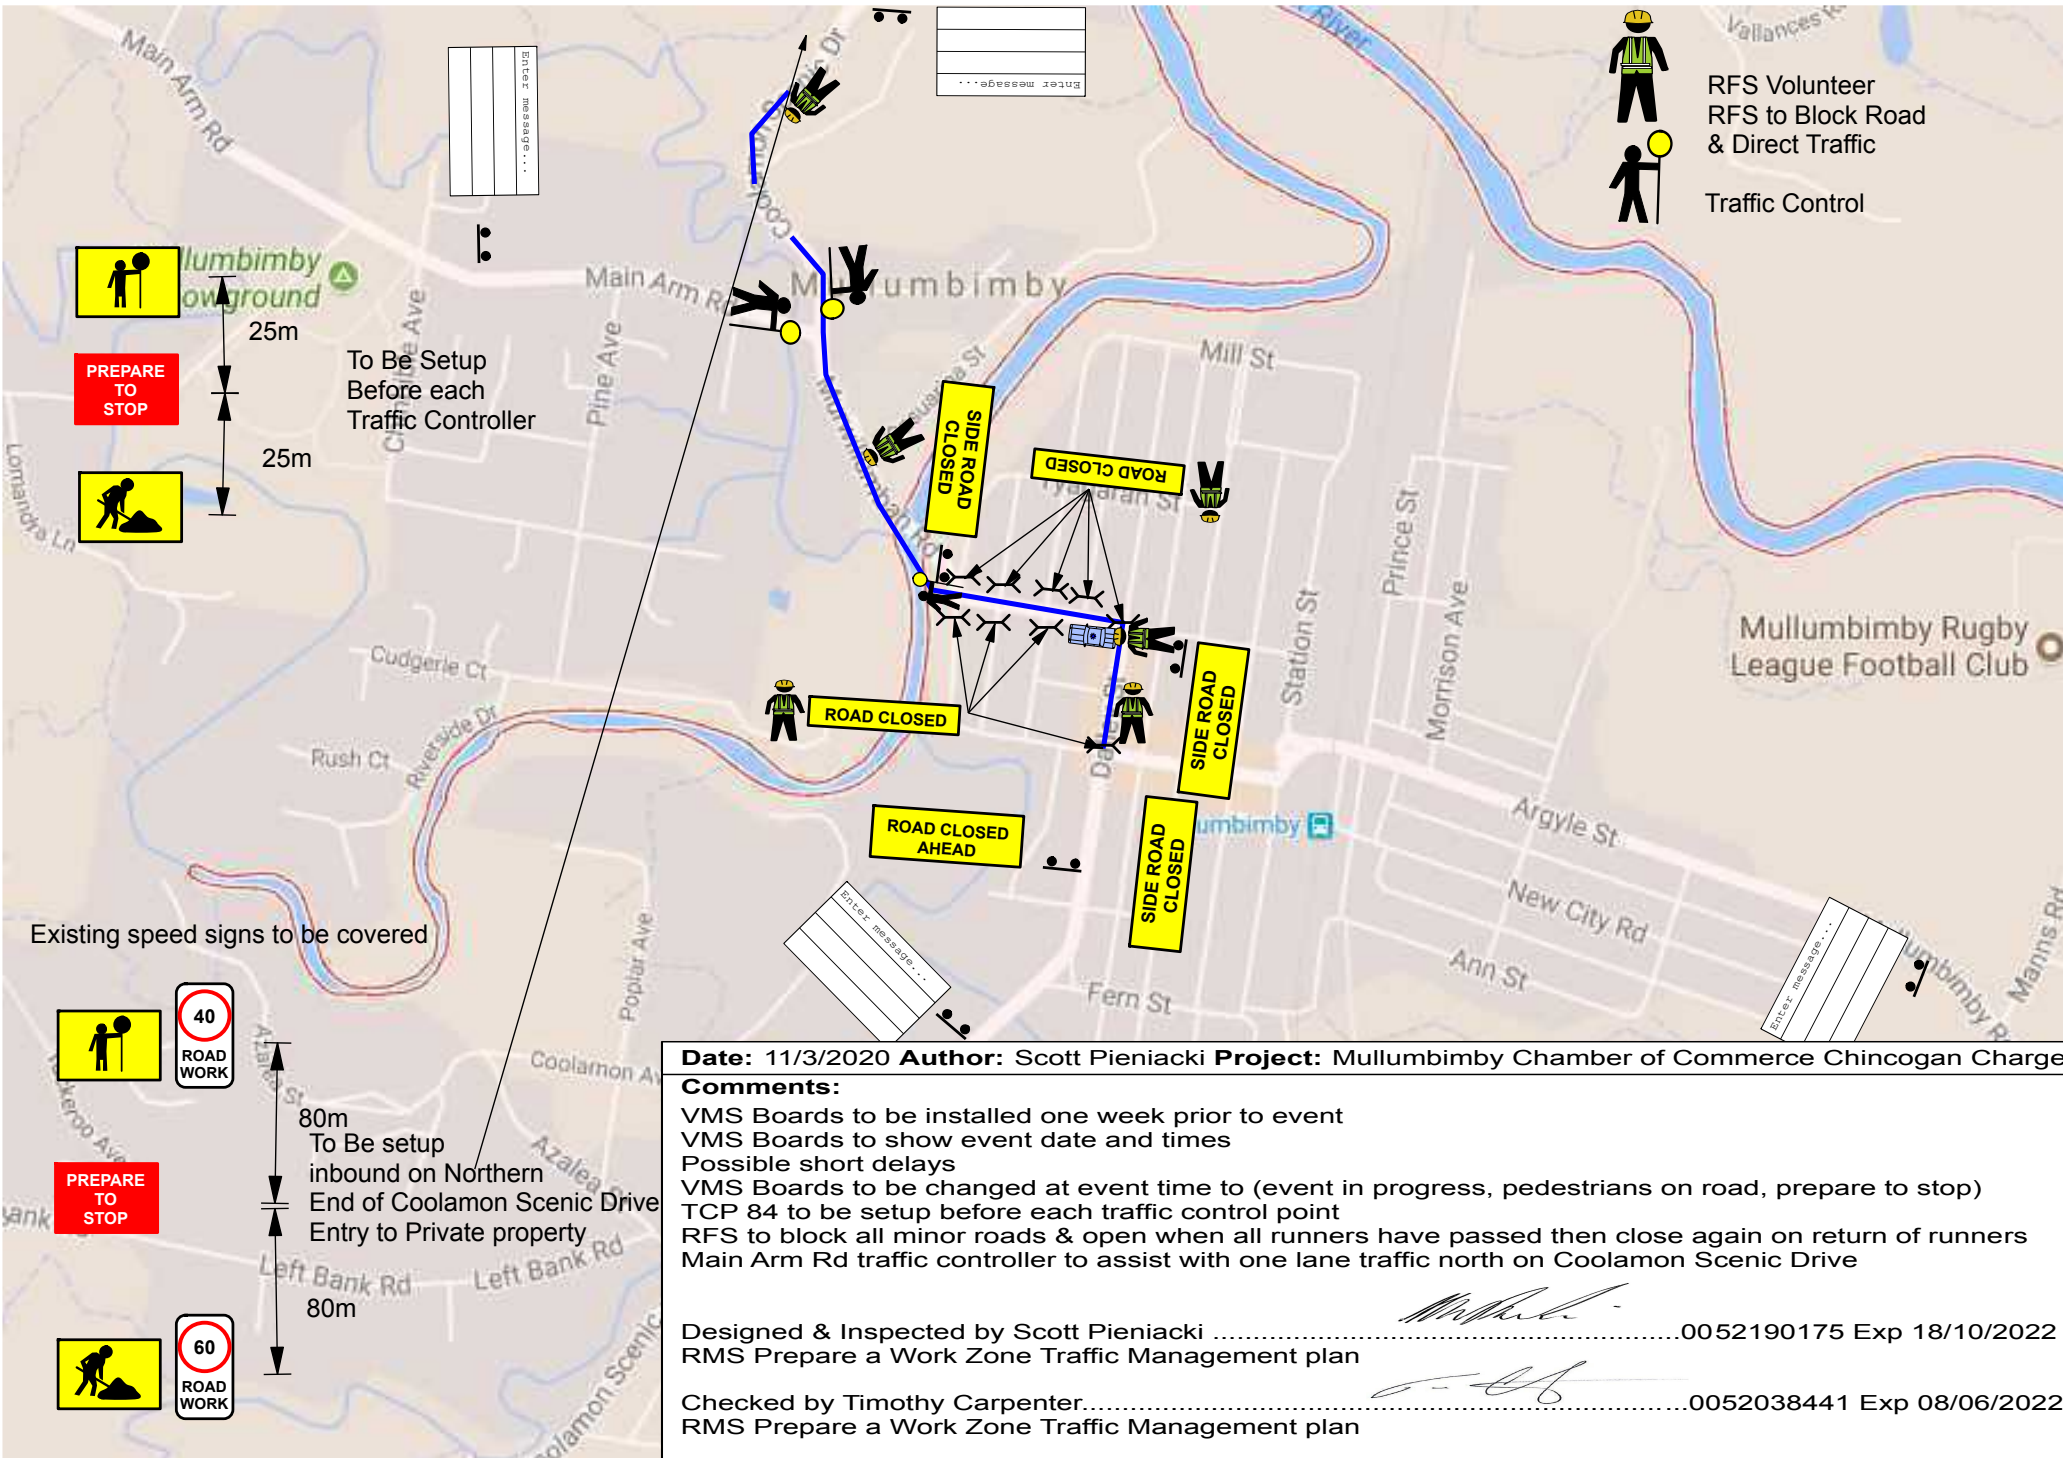 Main Arm Rd
Enter message...
Enter message...
River
RFS Volunteer
RFS to Block Road
& Direct Traffic
Traffic Control
Main Arm Rd
Mill St
25m
PREPARE
TO
STOP
To Be Setup
Before each
Traffic Controller
Pine Ave
25m
Lomandra Ln
SIDE ROAD
CLOSED
ROAD CLOSED
Prince St
Station St
Morrison Ave
Mullumbimby Rugby
League Football Club
Cudgerie Ct
Riverside Dr
Rush Ct
ROAD CLOSED
SIDE ROAD
CLOSED
ROAD CLOSED
AHEAD
SIDE ROAD
CLOSED
umbimby
Argyle St
New City Rd
Ann St
Fern St
Mans Rd
Enter message...
Enter message...
Poplar Ave
Existing speed signs to be covered
40
ROAD
WORK
80m
To Be setup
inbound on Northern
End of Coolamon Scenic Drive
Entry to Private property
PREPARE
TO
STOP
Left Bank Rd
Left Bank Rd
80m
60
ROAD
WORK
Date: 11/3/2020 Author: Scott Pieniacki Project: Mullumbimby Chamber of Commerce Chincogan Charge
Comments:
VMS Boards to be installed one week prior to event
VMS Boards to show event date and times
Possible short delays
VMS Boards to be changed at event time to (event in progress, pedestrians on road, prepare to stop)
TCP 84 to be setup before each traffic control point
RFS to block all minor roads & open when all runners have passed then close again on return of runners
Main Arm Rd traffic controller to assist with one lane traffic north on Coolamon Scenic Drive
Designed & Inspected by Scott Pieniacki ..........................................................0052190175 Exp 18/10/2022
RMS Prepare a Work Zone Traffic Management plan
Checked by Timothy Carpenter...........................................................................0052038441 Exp 08/06/2022
RMS Prepare a Work Zone Traffic Management plan